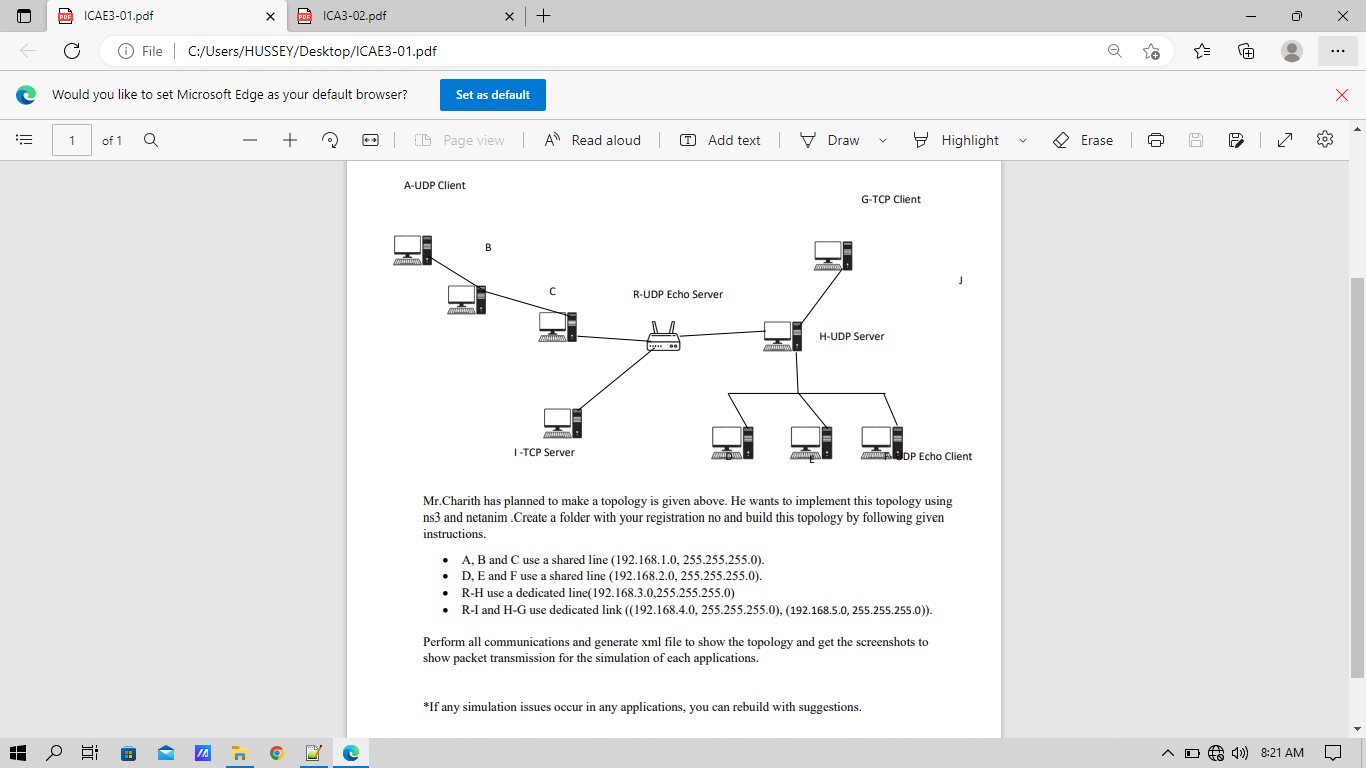 ICAE3-01.pdf
ICA3-02.pdf
File
C:/Users/HUSSEY/Desktop/ICAE3-01.pdf
Would you like to set Microsoft Edge as your default browser?
Set as default
1 of 1
Page view
Read aloud
Add text
Draw
Highlight
Erase
A-UDP Client
G-TCP Client
B
J
C
R-UDP Echo Server
H-UDP Server
I -TCP Server
D
E
DP Echo Client
Mr.Charith has planned to make a topology is given above. He wants to implement this topology using
ns3 and netanim .Create a folder with your registration no and build this topology by following given
instructions.
• A, B and C use a shared line (192.168.1.0, 255.255.255.0).
• D, E and F use a shared line (192.168.2.0, 255.255.255.0).
• R-H use a dedicated line(192.168.3.0,255.255.255.0)
• R-I and H-G use dedicated link ((192.168.4.0, 255.255.255.0), (192.168.5.0, 255.255.255.0)).
Perform all communications and generate xml file to show the topology and get the screenshots to
show packet transmission for the simulation of each applications.
*If any simulation issues occur in any applications, you can rebuild with suggestions.
8:21 AM